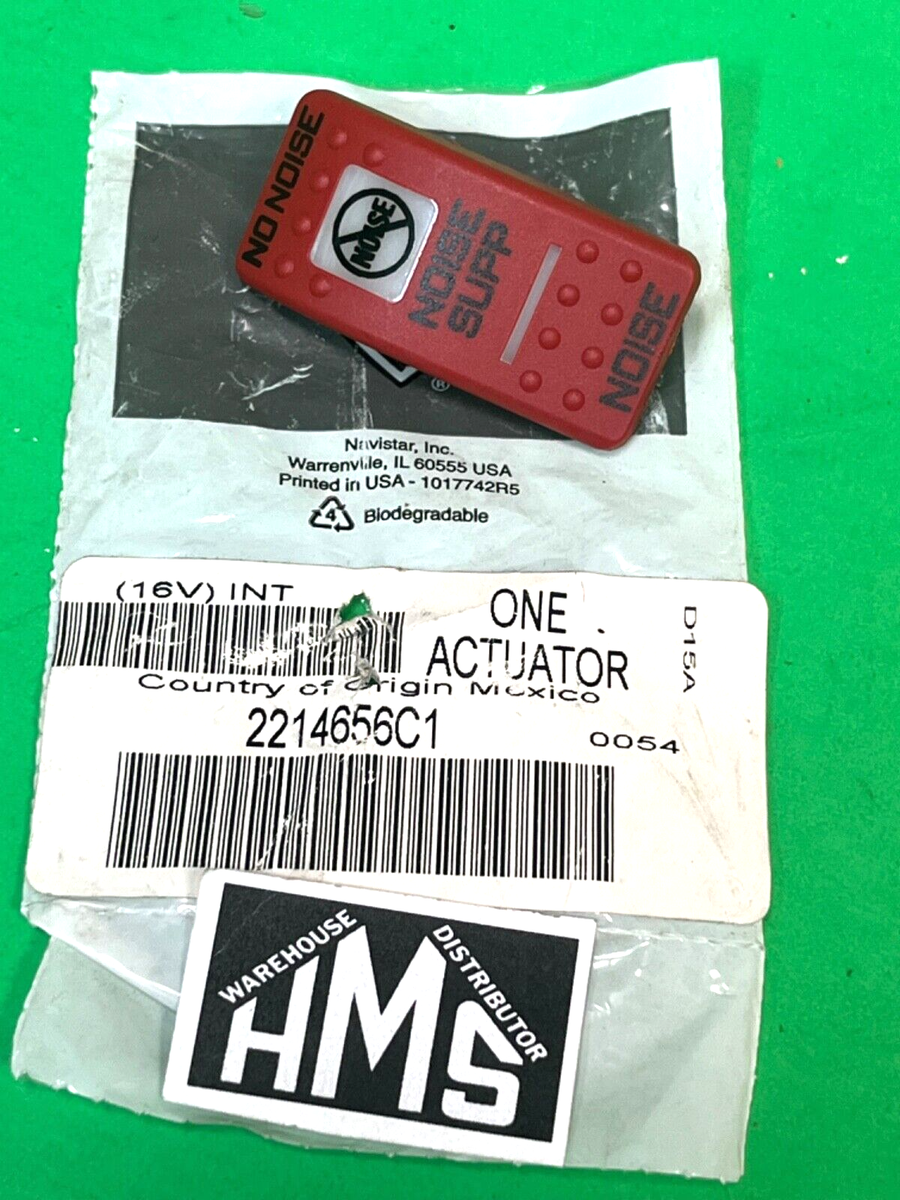 NO NOISE
NOISE
NOISE
SUPP
NOISE
®
Navistar, Inc.
Warrenville, IL 60555 USA
Printed in USA - 1017742R5
4 Biodegradable
(16V) INT
ONE
ACTUATOR
D15A
Country of Origin Mexico
2214656C1
0054
WAREHOUSE
DISTRIBUTOR
HMS